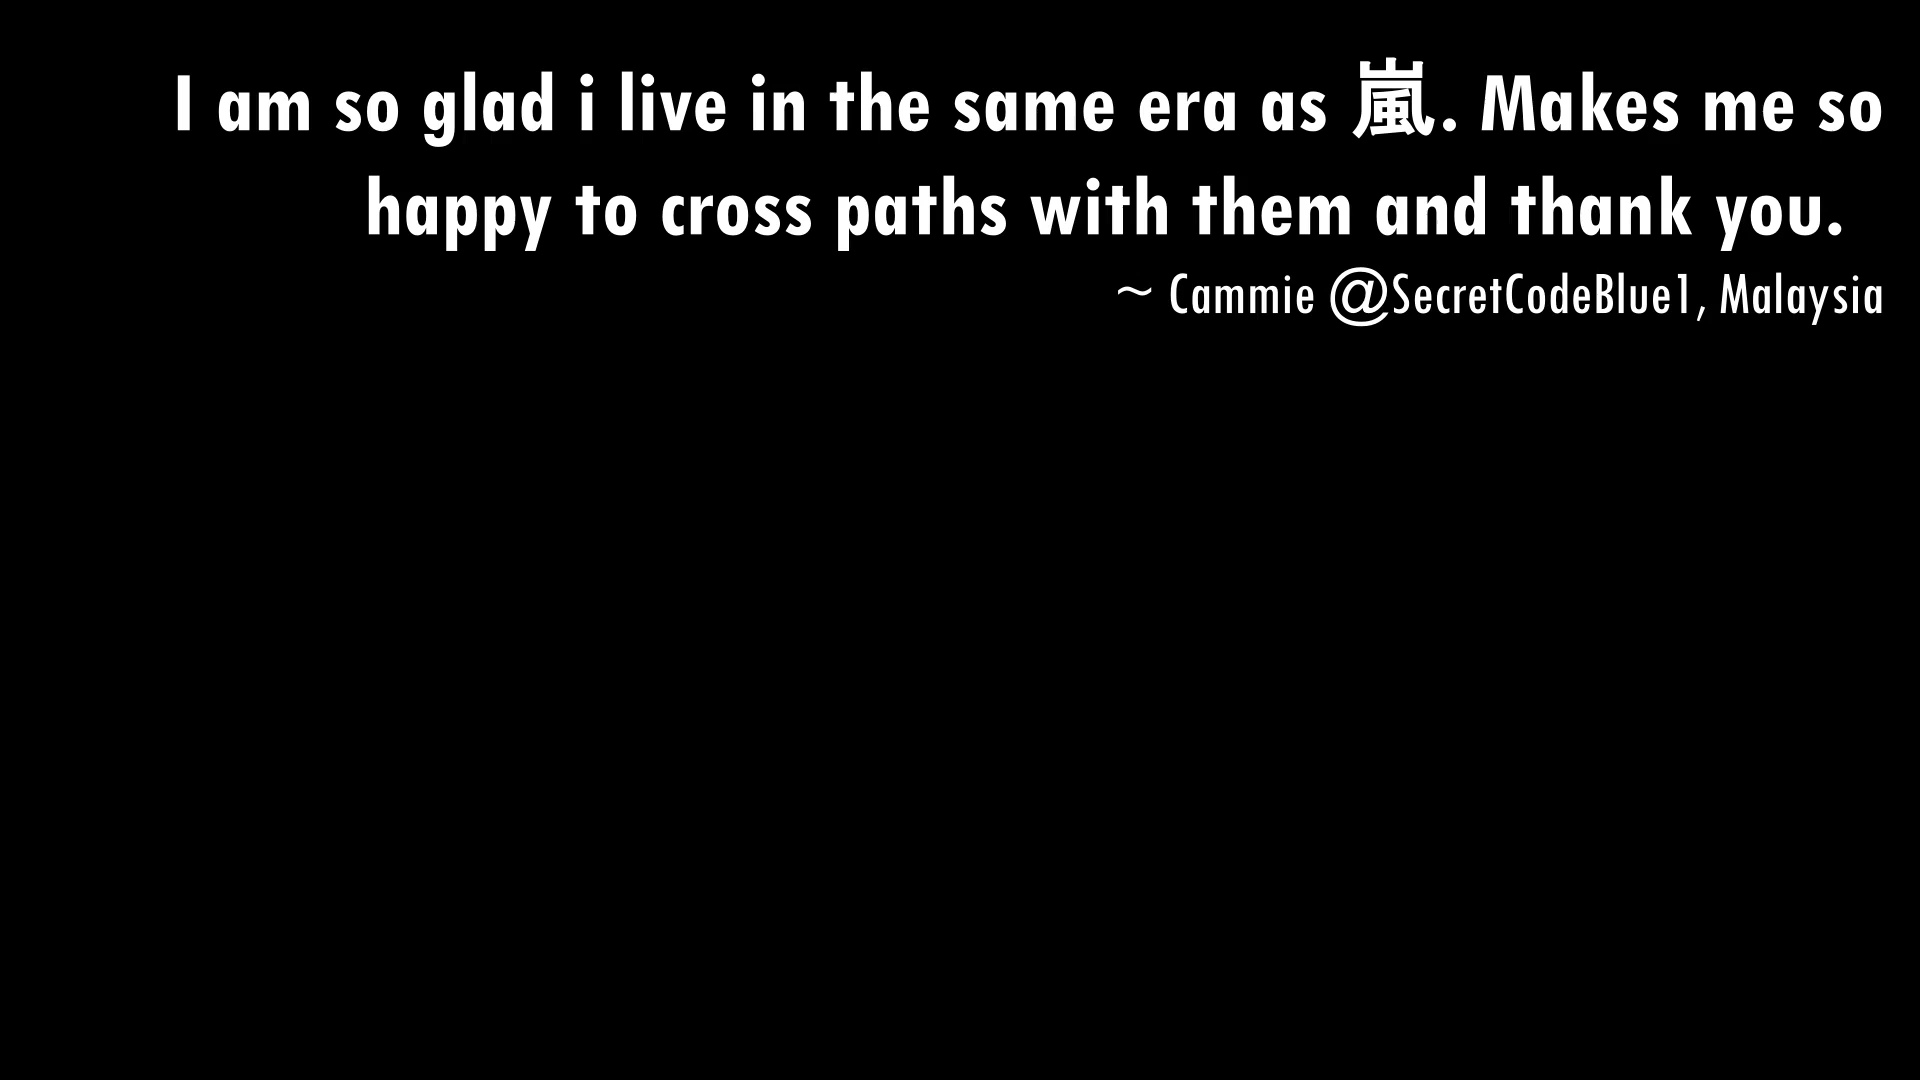 I am so glad i live in the same era as 嵐. Makes me so
happy to cross paths with them and thank you.
~ Cammie @SecretCodeBlue1, Malaysia